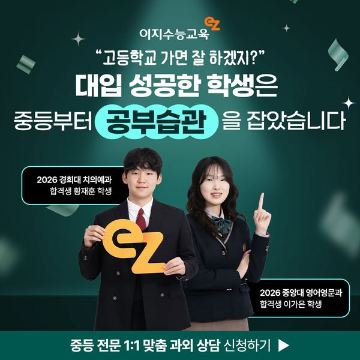 이지수능교육 ez
“고등학교 가면 잘 하겠지?”
대입 성공한 학생은
중등부터 공부습관 을 잡았습니다
2026 경희대 치의예과
합격생 황재훈 학생
ez
2026 중앙대 영어영문과
합격생 이가은 학생
중등 전문 1:1 맞춤 과외 상담 신청하기 ▶